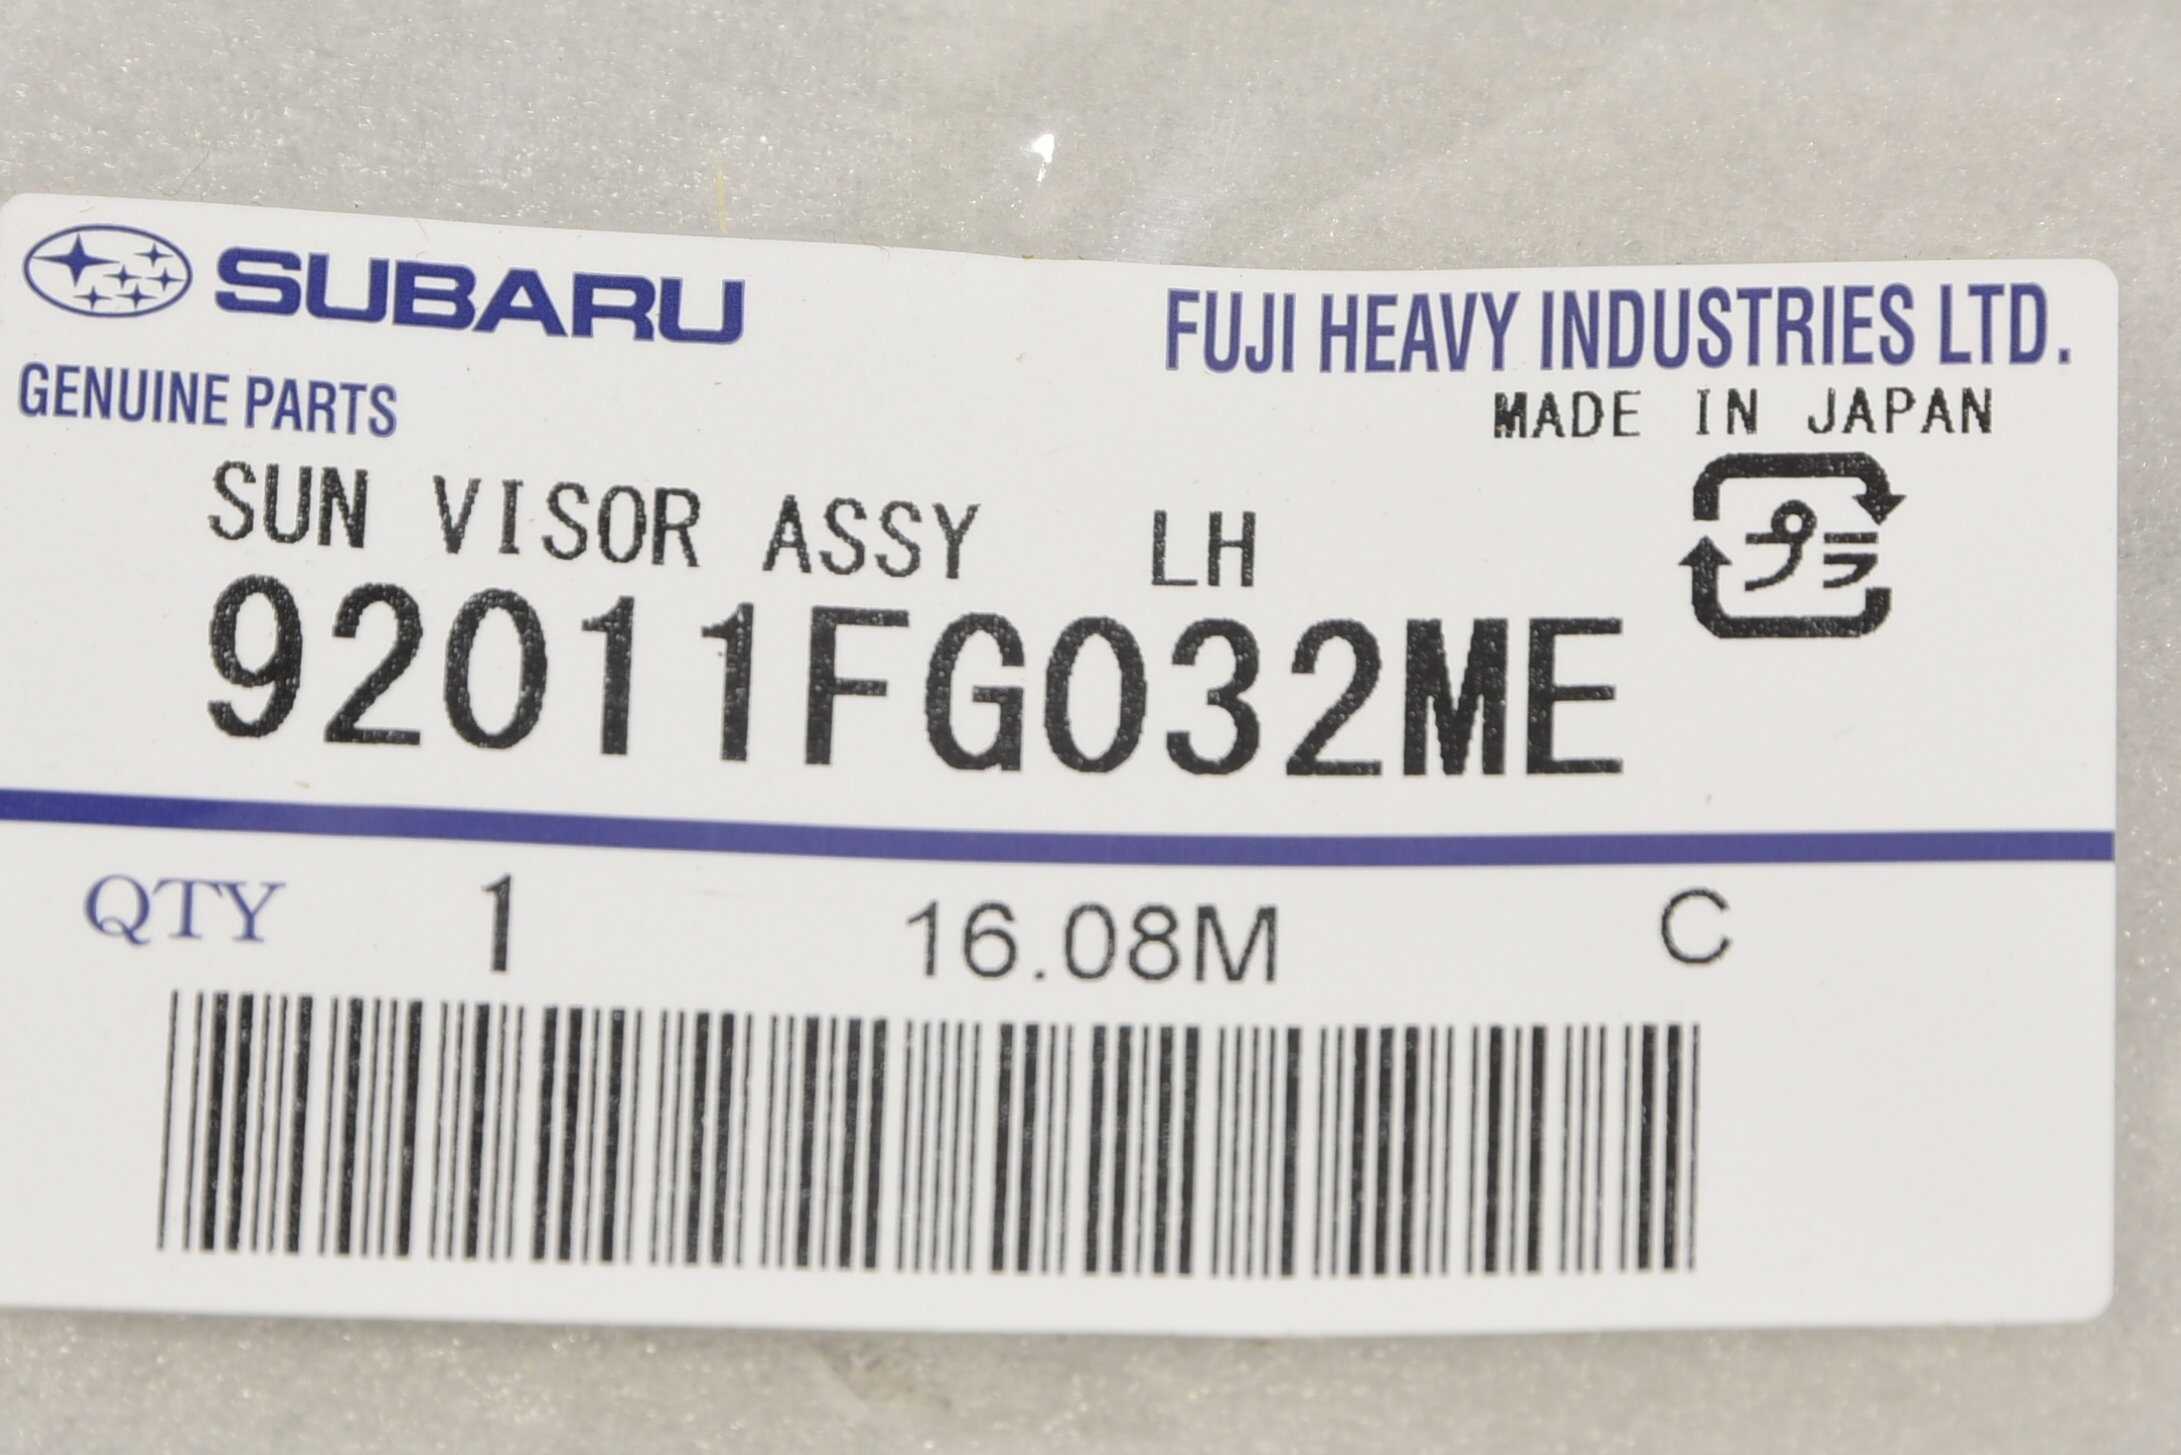 SUBARU
FUJI HEAVY INDUSTRIES LTD.
GENUINE PARTS
MADE IN JAPAN
SUN VISOR ASSY LH
プラ
92011FG032ME
QTY 1 16.08M C